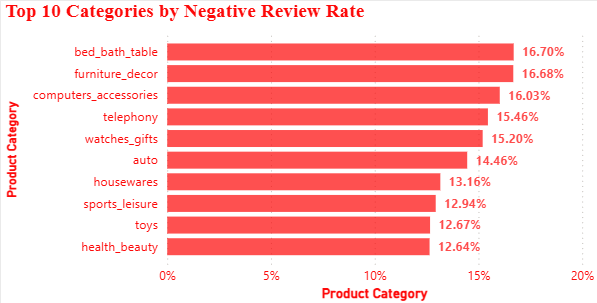 Top 10 Categories by Negative Review Rate
Product Category
bed_bath_table 16.70%
furniture_decor 16.68%
computers_accessories 16.03%
telephony 15.46%
watches_gifts 15.20%
auto 14.46%
housewares 13.16%
sports_leisure 12.94%
toys 12.67%
health_beauty 12.64%
0% 5% 10% 15% 20%
Product Category